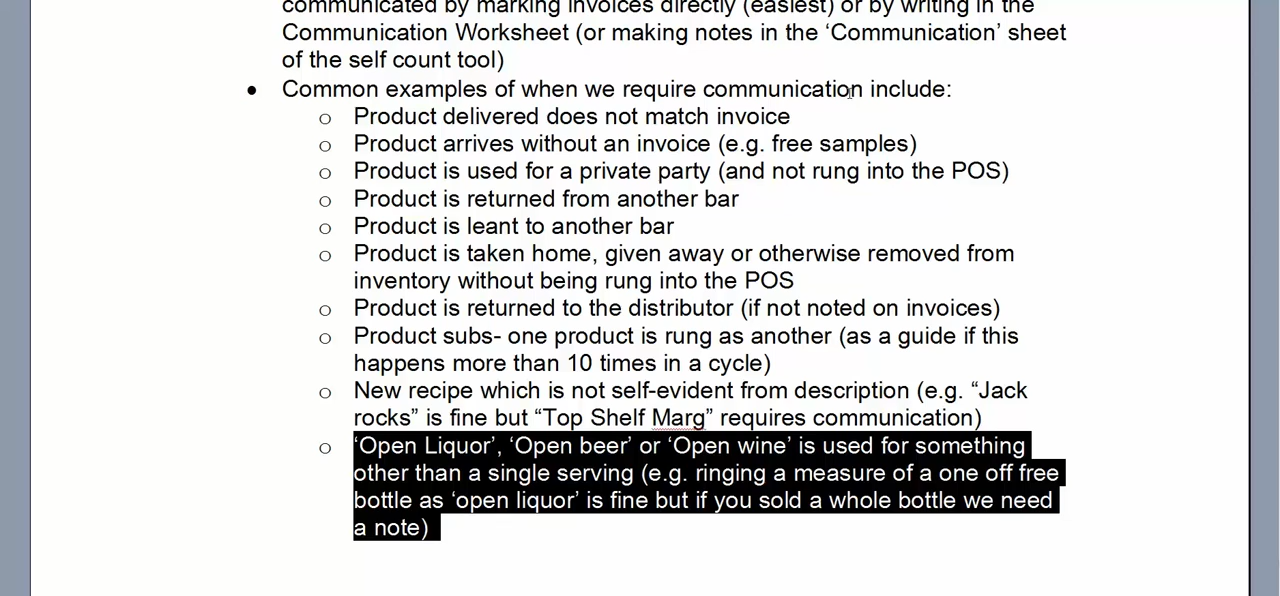 communicated by marking invoices directly (easiest) or by writing in the
Communication Worksheet (or making notes in the ‘Communication’ sheet
of the self count tool)
• Common examples of when we require communication include:
o Product delivered does not match invoice
o Product arrives without an invoice (e.g. free samples)
o Product is used for a private party (and not rung into the POS)
o Product is returned from another bar
o Product is leant to another bar
o Product is taken home, given away or otherwise removed from
inventory without being rung into the POS
o Product is returned to the distributor (if not noted on invoices)
o Product subs- one product is rung as another (as a guide if this
happens more than 10 times in a cycle)
o New recipe which is not self-evident from description (e.g. “Jack
rocks” is fine but “Top Shelf Marg” requires communication)
o ‘Open Liquor’, ‘Open beer’ or ‘Open wine’ is used for something
other than a single serving (e.g. ringing a measure of a one off free
bottle as ‘open liquor’ is fine but if you sold a whole bottle we need
a note)